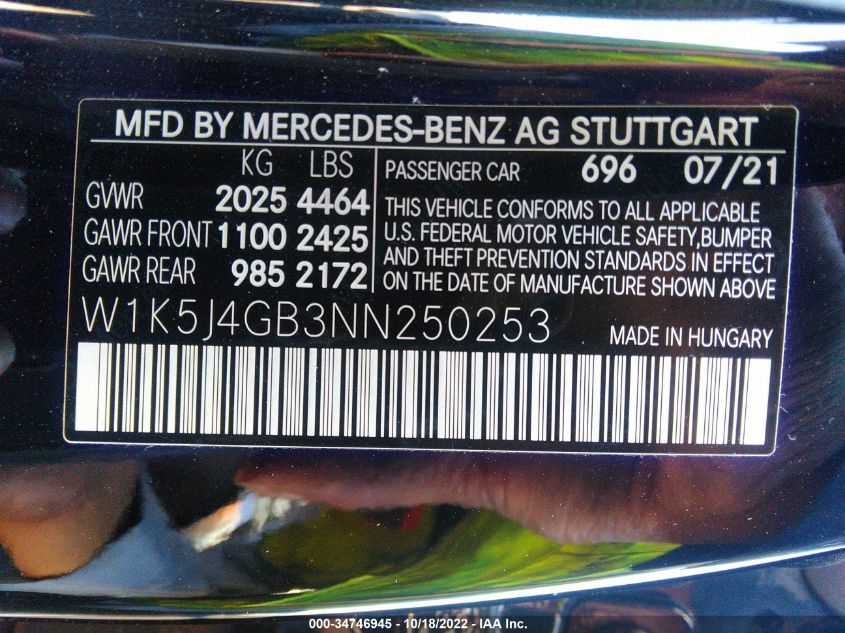 MFD BY MERCEDES-BENZ AG STUTTGART
KG LBS
GVWR 2025 4464
GAWR FRONT 1100 2425
GAWR REAR 985 2172
PASSENGER CAR 696 07/21
THIS VEHICLE CONFORMS TO ALL APPLICABLE
U.S. FEDERAL MOTOR VEHICLE SAFETY,BUMPER
AND THEFT PREVENTION STANDARDS IN EFFECT
ON THE DATE OF MANUFACTURE SHOWN ABOVE
W1K5J4GB3NN250253
MADE IN HUNGARY
000-34746945 - 10/18/2022 - IAA Inc.